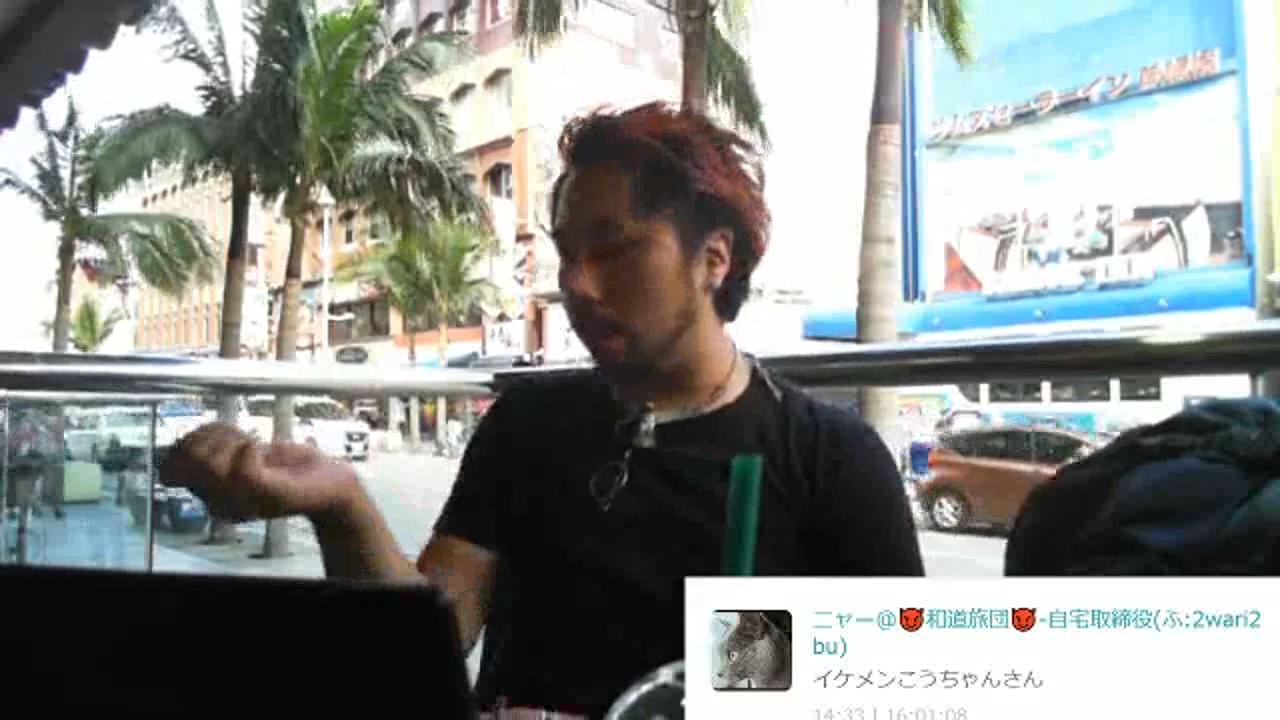 ニャー@😈和道旅団😈-自宅取締役(ふ:2wari2
bu)
イケメンこうちゃんさん
14:33 | 16:01:08